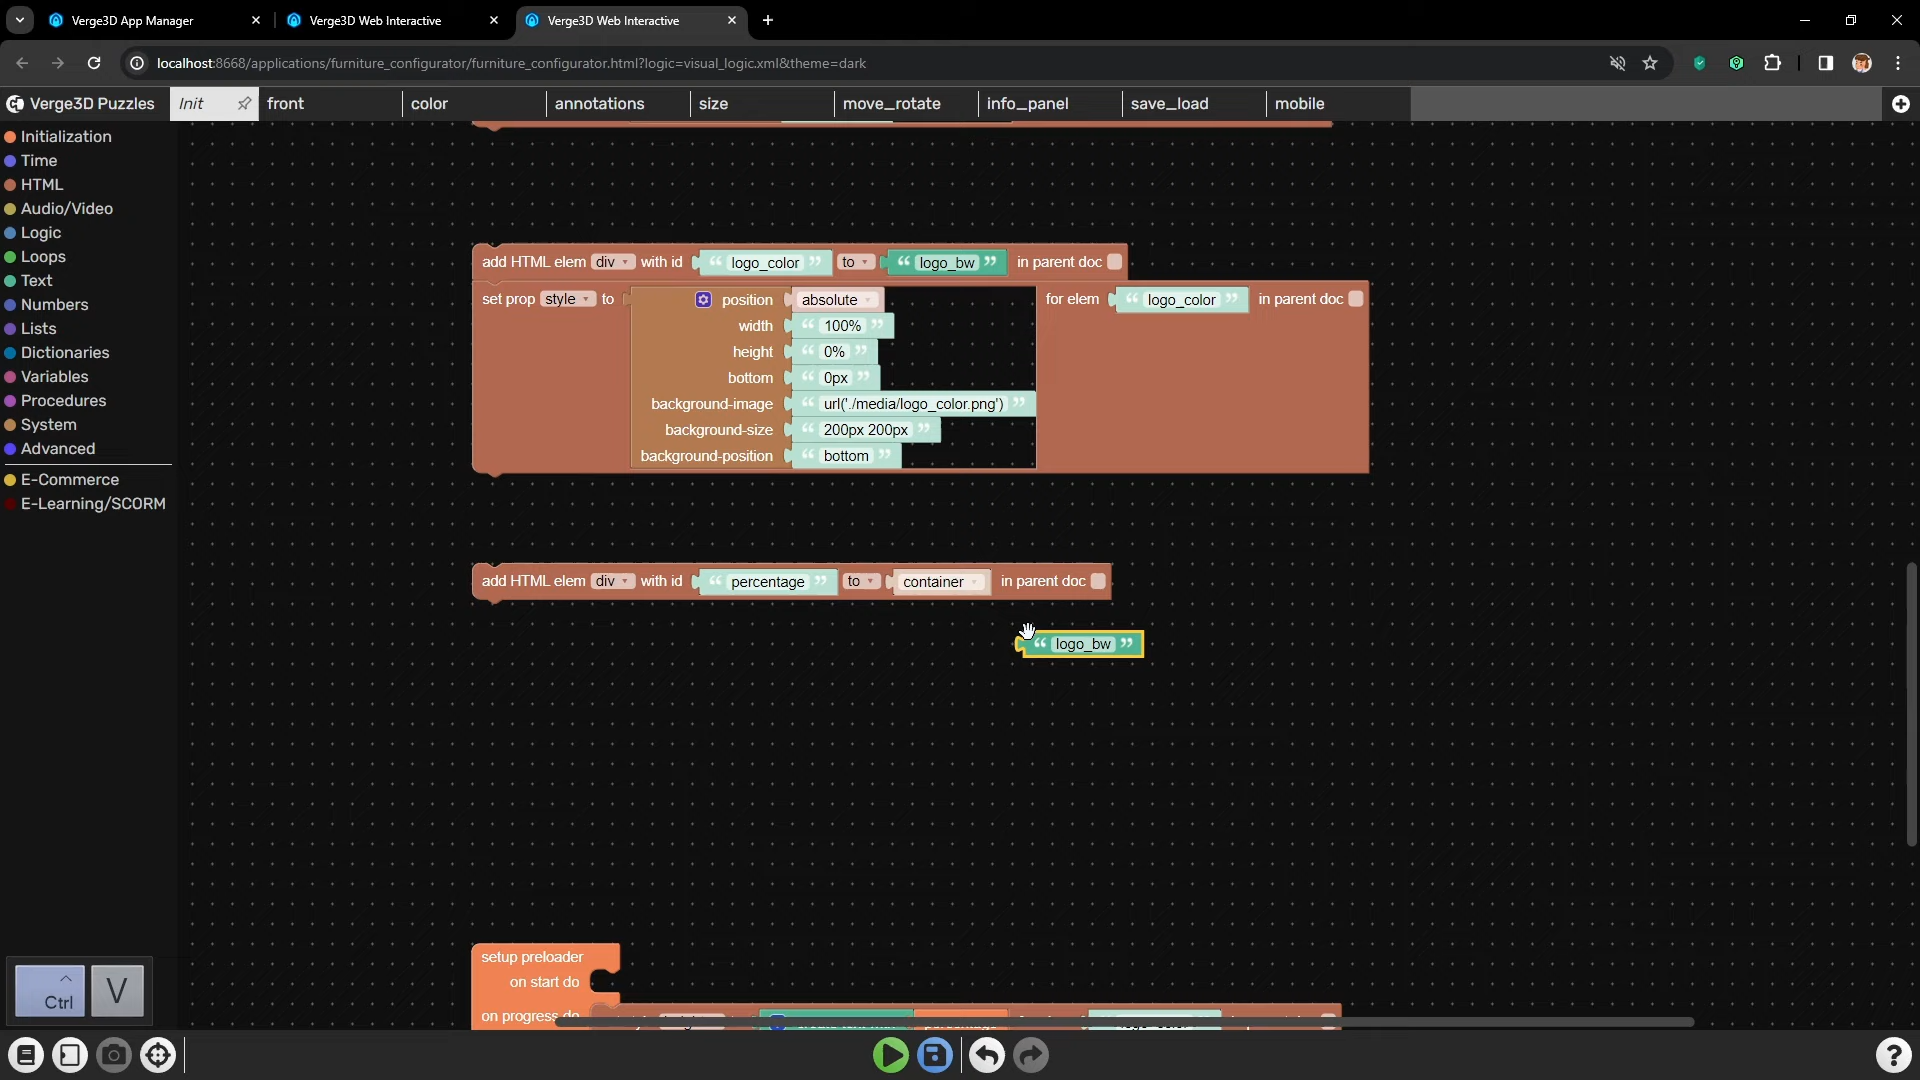 Verge3D App Manager
Verge3D Web Interactive
Verge3D Web Interactive
localhost:8668/applications/furniture_configurator/furniture_configurator.html?logic=visual_logic.xml&theme=dark
Verge3D Puzzles
Init
front
color
annotations
size
move_rotate
info_panel
save_load
mobile
Initialization
Time
HTML
Audio/Video
Logic
Loops
Text
Numbers
Lists
Dictionaries
Variables
Procedures
System
Advanced
E-Commerce
E-Learning/SCORM
add HTML elem div with id “ logo_color ” to “ logo_bw ” in parent doc
set prop style to position absolute for elem “ logo_color ” in parent doc
width “ 100% ”
height “ 0% ”
bottom “ 0px ”
background-image “ url('./media/logo_color.png') ”
background-size “ 200px 200px ”
background-position “ bottom ”
add HTML elem div with id “ percentage ” to container in parent doc
“ logo_bw ”
setup preloader
on start do
on progress do
Ctrl
V
?